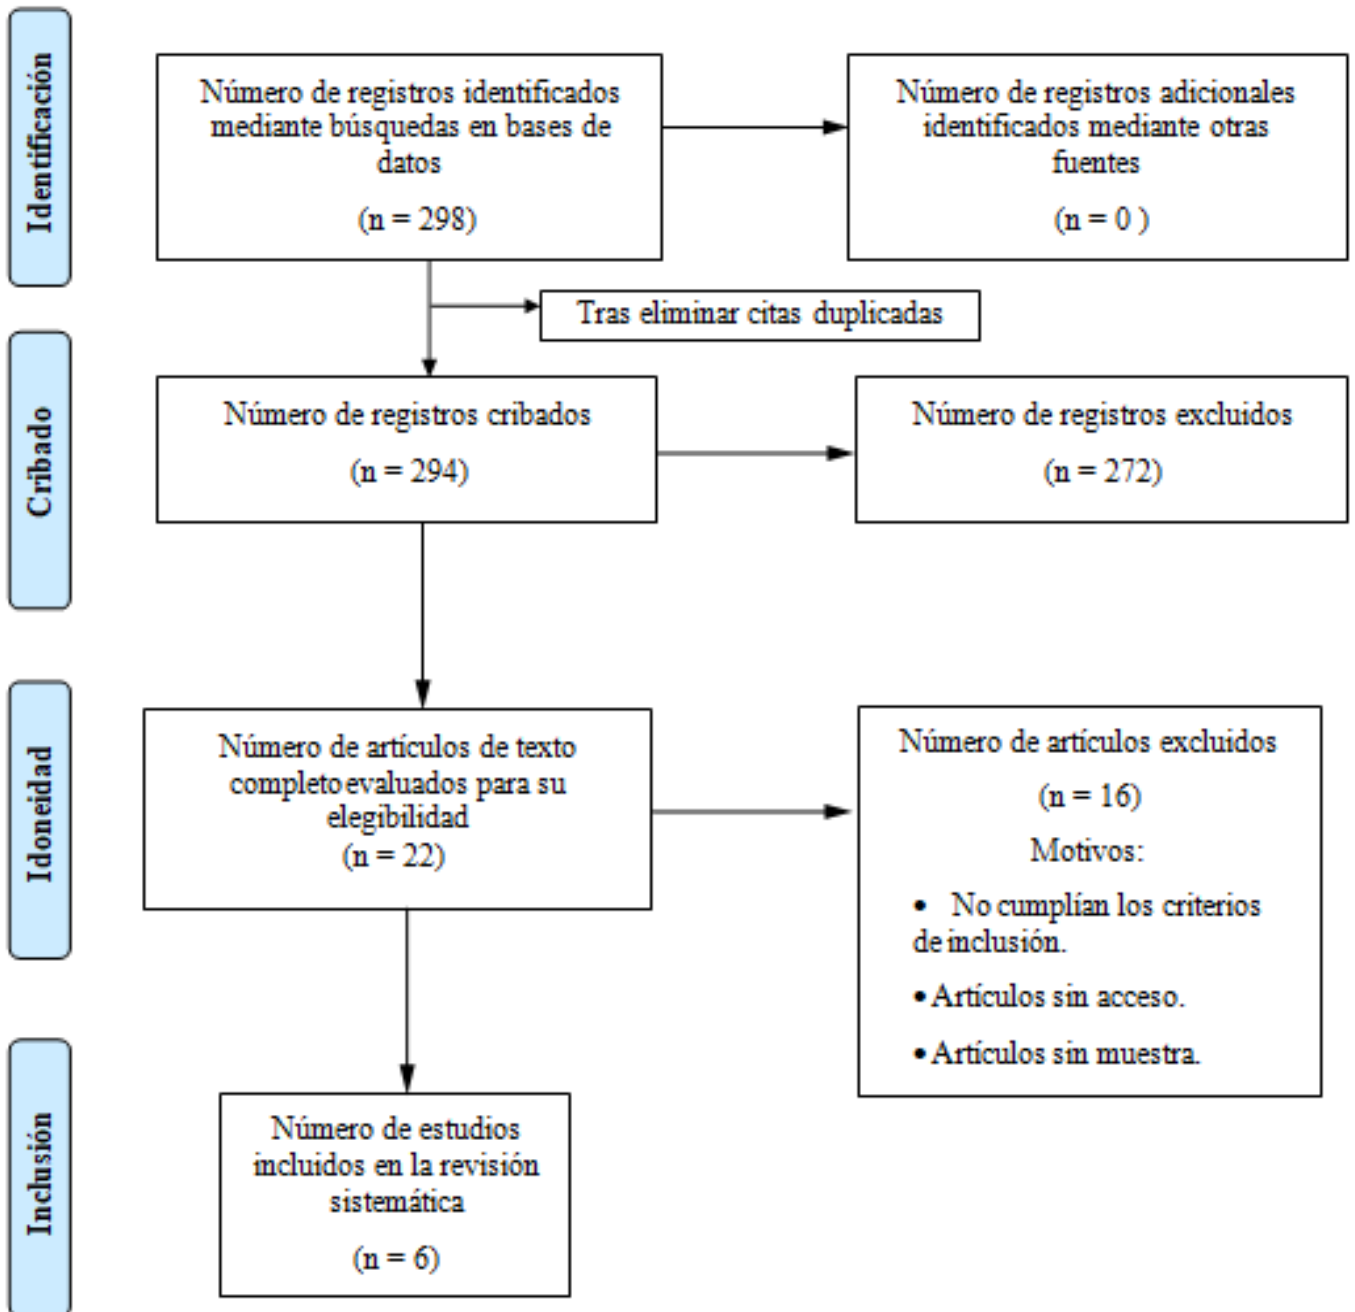 Identificación
Número de registros identificados
mediante búsquedas en bases de
datos
(n = 298)
Número de registros adicionales
identificados mediante otras
fuentes
(n = 0 )
Tras eliminar citas duplicadas
Cribado
Número de registros cribados
(n = 294)
Número de registros excluidos
(n = 272)
Idoneidad
Número de artículos de texto
completo evaluados para su
elegibilidad
(n = 22)
Número de artículos excluidos
(n = 16)
Motivos:
• No cumplían los criterios
de inclusión.
• Artículos sin acceso.
• Artículos sin muestra.
Inclusión
Número de estudios
incluidos en la revisión
sistemática
(n = 6)